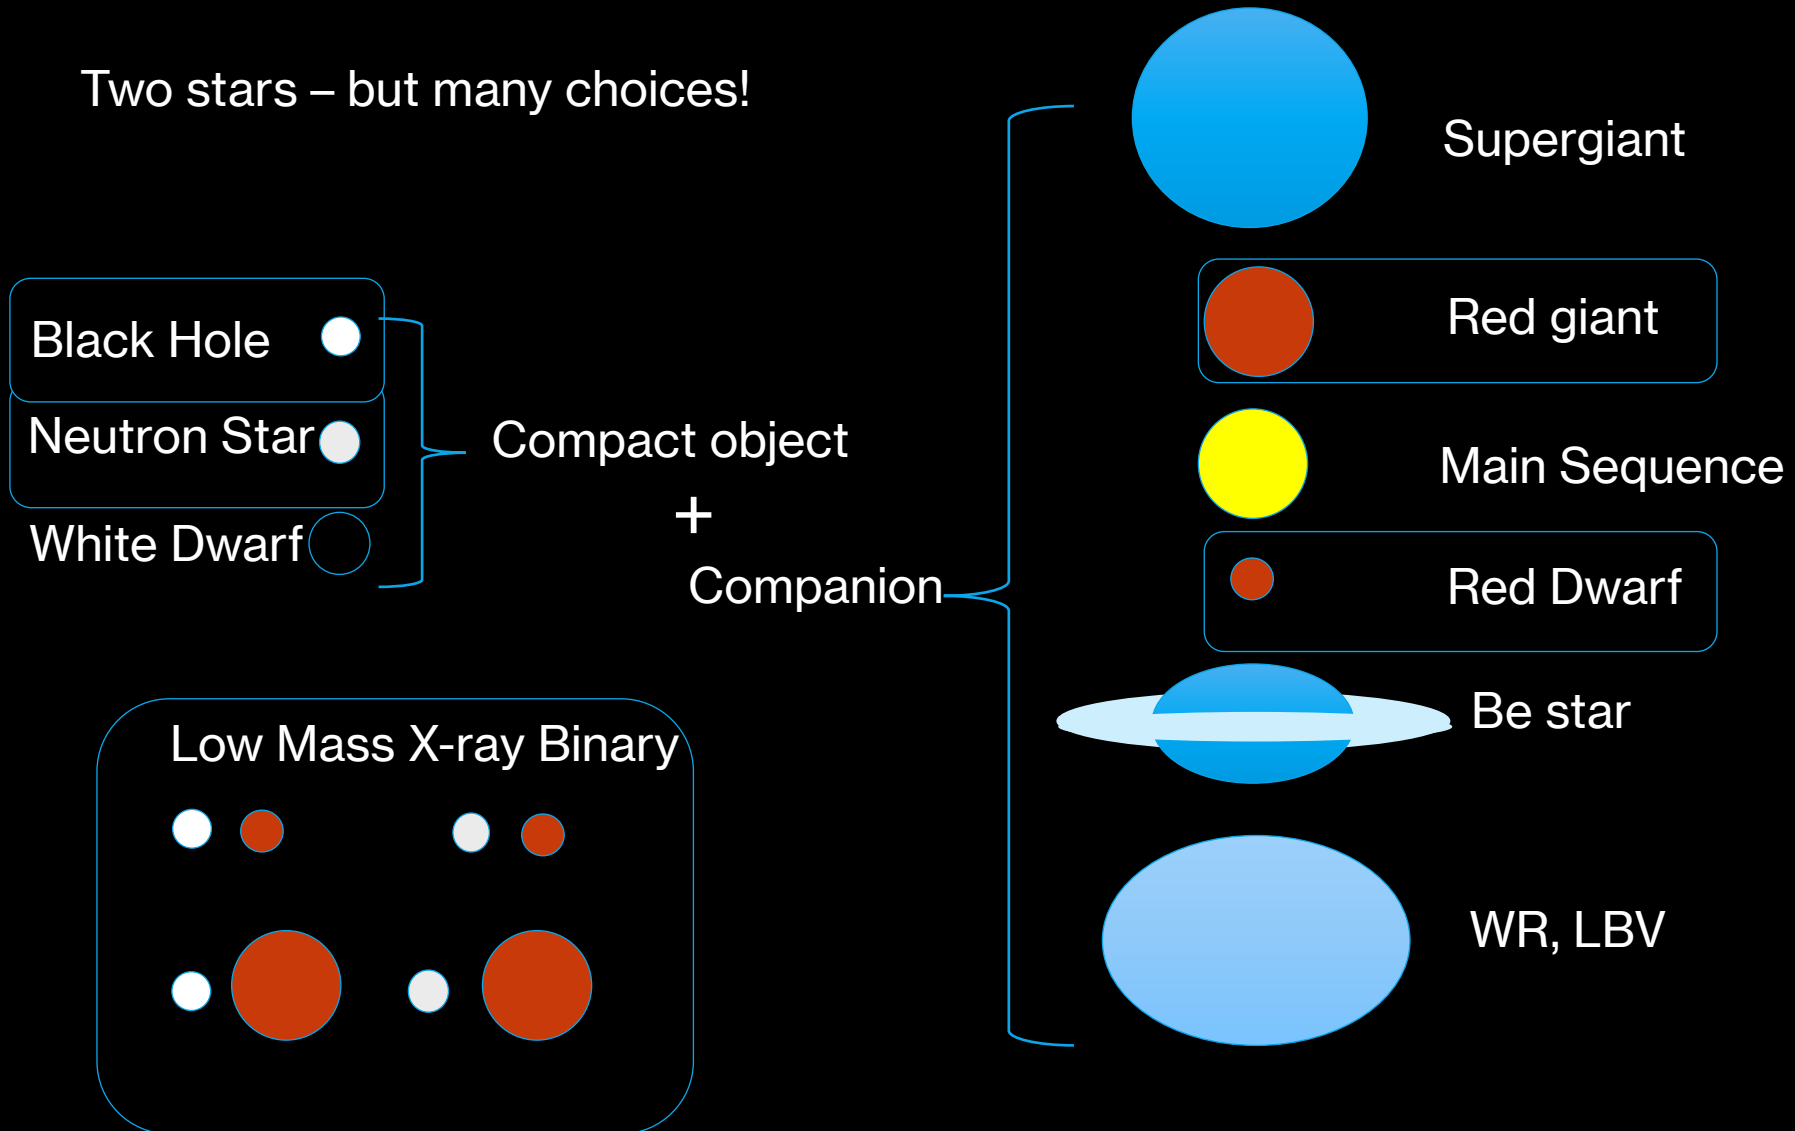 Two stars – but many choices!
Black Hole
Neutron Star
White Dwarf
Compact object
+
Companion
Supergiant
Red giant
Main Sequence
Red Dwarf
Be star
WR, LBV
Low Mass X-ray Binary